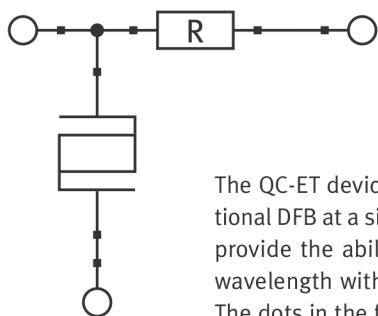 R
The QC-ET devic
tional DFB at a si
provide the abil
wavelength with
The dots in the f